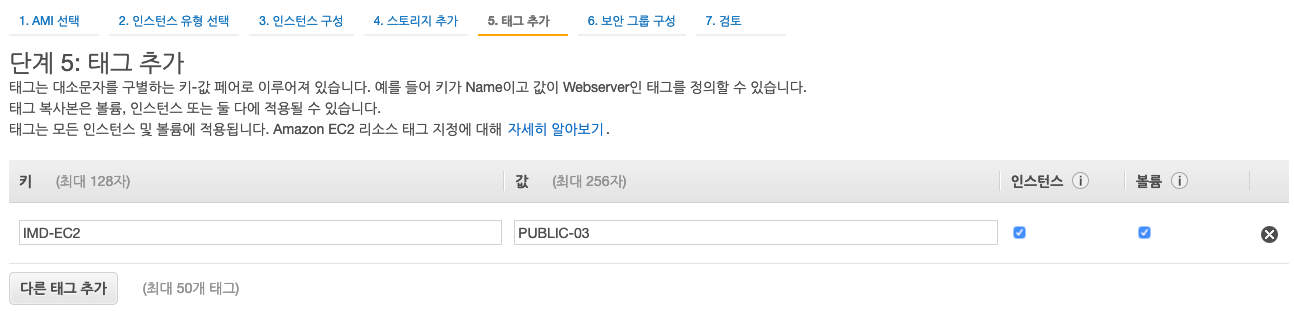 1. AMI 선택 2. 인스턴스 유형 선택 3. 인스턴스 구성 4. 스토리지 추가 5. 태그 추가 6. 보안 그룹 구성 7. 검토
단계 5: 태그 추가
태그는 대소문자를 구별하는 키-값 페어로 이루어져 있습니다. 예를 들어 키가 Name이고 값이 Webserver인 태그를 정의할 수 있습니다.
태그 복사본은 볼륨, 인스턴스 또는 둘 다에 적용될 수 있습니다.
태그는 모든 인스턴스 및 볼륨에 적용됩니다. Amazon EC2 리소스 태그 지정에 대해 자세히 알아보기.
키 (최대 128자) 값 (최대 256자) 인스턴스 i 볼륨 i
IMD-EC2 PUBLIC-03
다른 태그 추가 (최대 50개 태그)